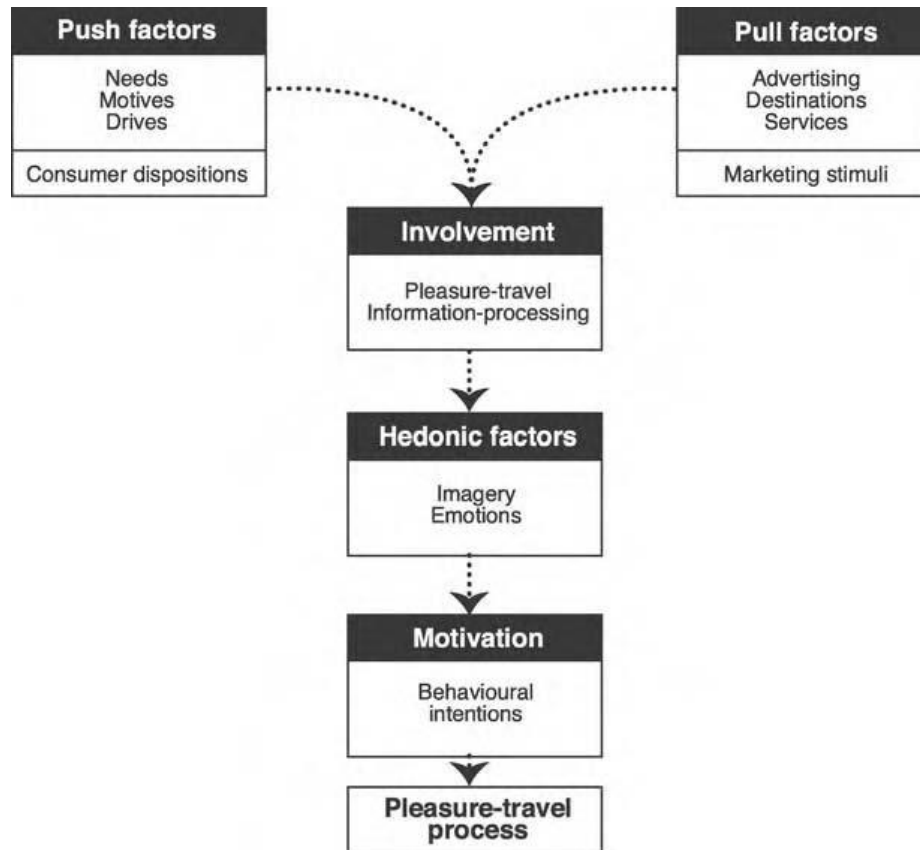 Push factors
Needs
Motives
Drives
Consumer dispositions
Pull factors
Advertising
Destinations
Services
Marketing stimuli
Involvement
Pleasure-travel
Information-processing
Hedonic factors
Imagery
Emotions
Motivation
Behavioural
intentions
Pleasure-travel
process